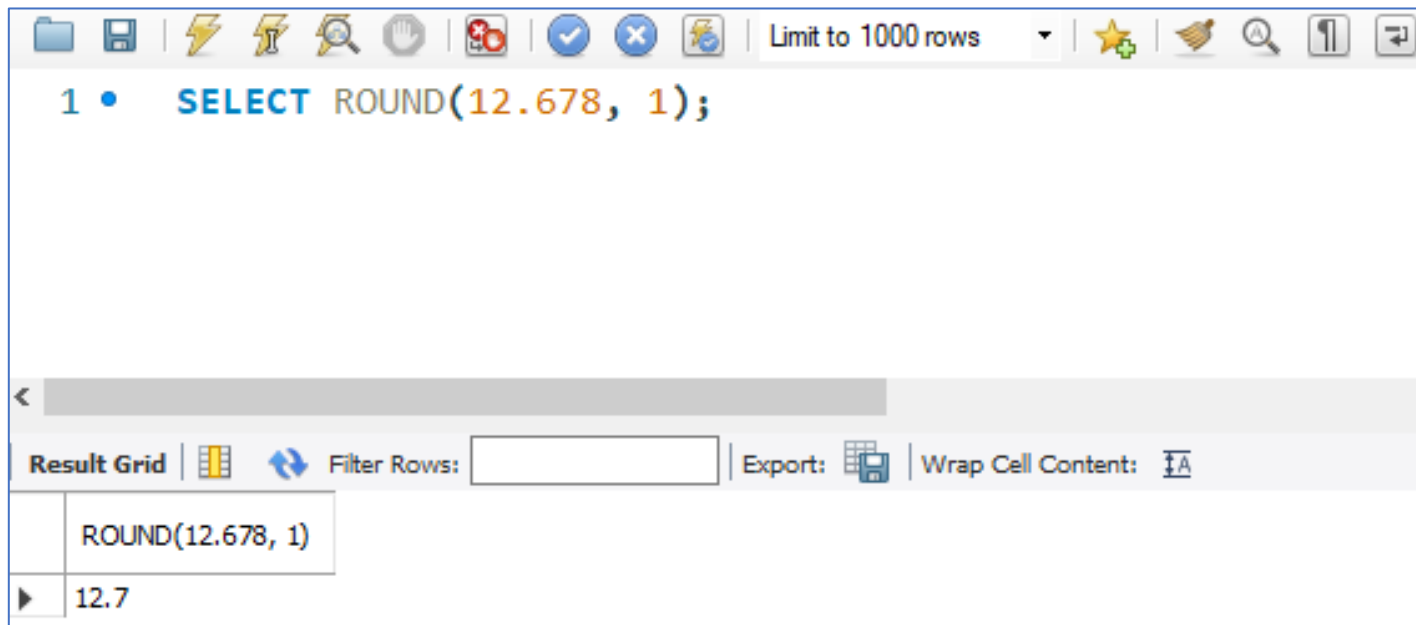 Limit to 1000 rows
1 SELECT ROUND(12.678, 1);
Result Grid Filter Rows: Export: Wrap Cell Content:
ROUND(12.678, 1)
12.7